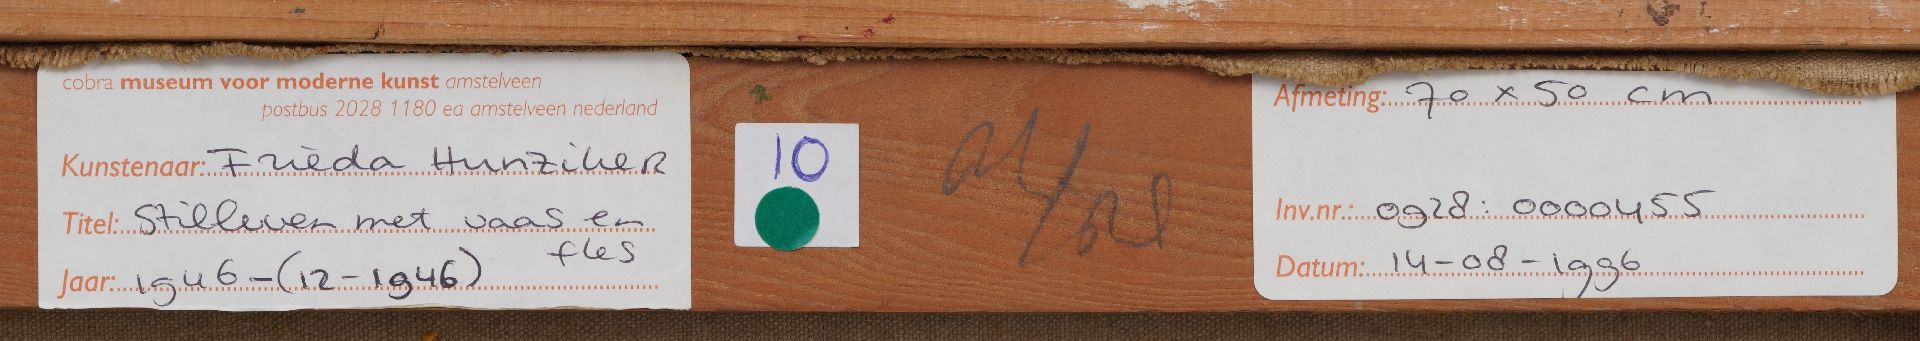 cobra museum voor moderne kunst amstelveen
postbus 2028 1180 ea amstelveen nederland
Kunstenaar: Frieda Hunziker
Titel: Stilleven met vaas en
fles
Jaar: 1946-(12-1946)
10
Afmeting: 70 x 50 cm
Inv.nr.: 0928: 0000455
Datum: 14-08-1996